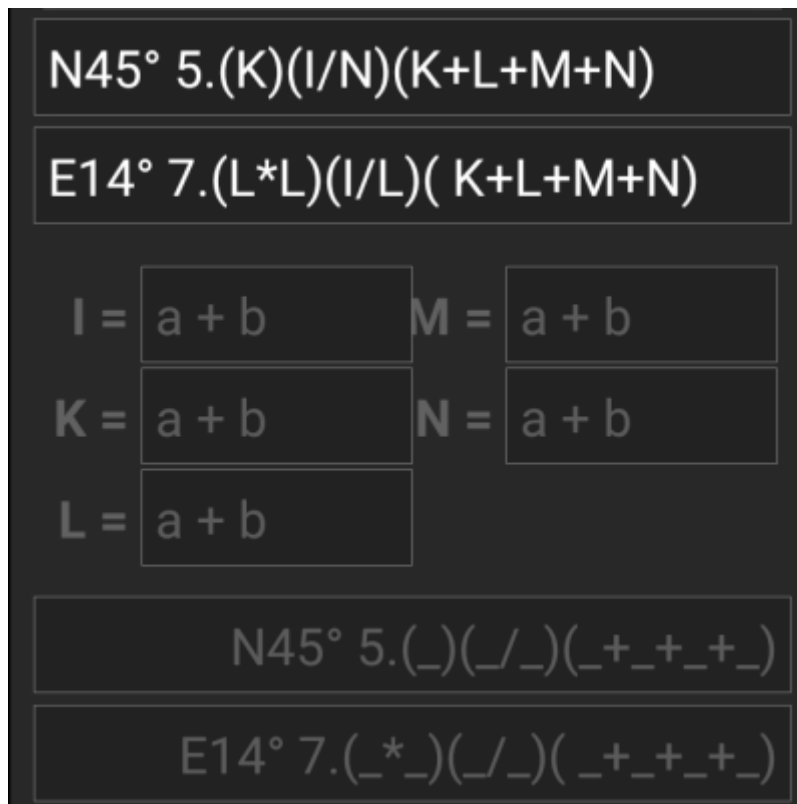 N45° 5.(K)(I/N)(K+L+M+N)
E14° 7.(L*L)(I/L)( K+L+M+N)
I = a + b M = a + b
K = a + b N = a + b
L = a + b
N45° 5.(_)(_/_)(_+_+_+_)
E14° 7.(_*_)(_/_)( _+_+_+_)